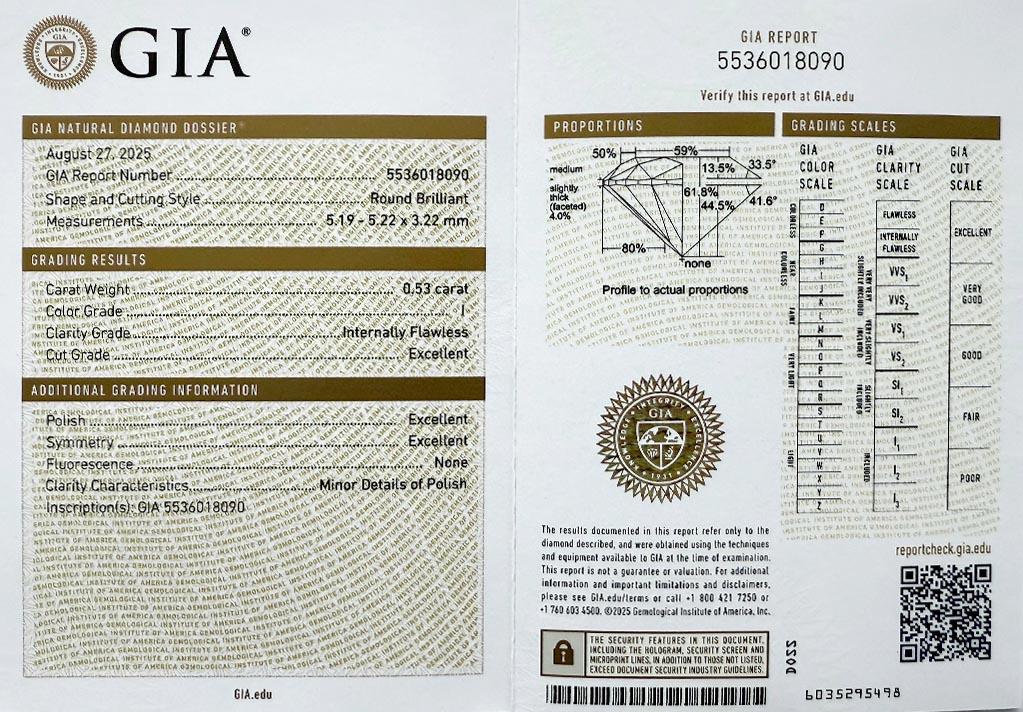 GIA®
GIA NATURAL DIAMOND DOSSIER®
August 27, 2025
GIA Report Number 5536018090
Shape and Cutting Style Round Brilliant
Measurements 5.19 - 5.22 x 3.22 mm
GRADING RESULTS
Carat Weight 0.53 carat
Color Grade I
Clarity Grade Internally Flawless
Cut Grade Excellent
ADDITIONAL GRADING INFORMATION
Polish Excellent
Symmetry Excellent
Fluorescence None
Clarity Characteristics Minor Details of Polish
Inscription(s): GIA 5536018090
GIA.edu
GIA REPORT
5536018090
Verify this report at GIA.edu
PROPORTIONS
50%
59%
medium
-
slightly
thick
(faceted)
4.0%
13.5%
33.5°
61.8%
44.5%
41.6°
80%
none
Profile to actual proportions
INTEGRITY
GIA
KNOWLEDGE
EXCELLENCE
1931
The results documented in this report refer only to the
diamond described, and were obtained using the techniques
and equipment available to GIA at the time of examination.
This report is not a guarantee or valuation. For additional
information and important limitations and disclaimers,
please see GIA.edu/terms or call +1 800 421 7250 or
+1 760 603 4500. ©2025 Gemological Institute of America, Inc.
THE SECURITY FEATURES IN THIS DOCUMENT,
INCLUDING THE HOLOGRAM, SECURITY SCREEN AND
MICROPRINT LINES, IN ADDITION TO THOSE NOT LISTED,
EXCEED DOCUMENT SECURITY INDUSTRY GUIDELINES.
GRADING SCALES
GIA
COLOR
SCALE
COLORLESS
D
E
F
NEAR COLORLESS
G
H
I
J
FAINT
K
L
M
VERY LIGHT
N
O
P
Q
R
LIGHT
S
T
U
V
W
X
Y
Z
GIA
CLARITY
SCALE
FLAWLESS
INTERNALLY
FLAWLESS
VERY VERY
SLIGHTLY INCLUDED
VVS1
VVS2
VERY SLIGHTLY
INCLUDED
VS1
VS2
SLIGHTLY
INCLUDED
SI1
SI2
INCLUDED
I1
I2
I3
GIA
CUT
SCALE
EXCELLENT
VERY
GOOD
GOOD
FAIR
POOR
reportcheck.gia.edu
D022
6035295498